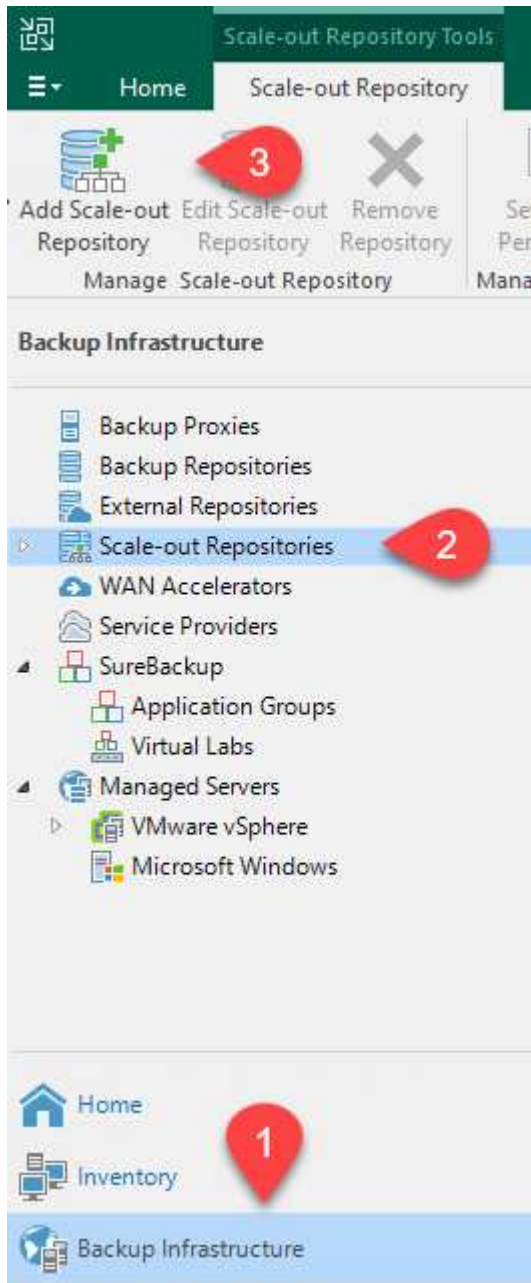 Scale-out Repository Tools
Home Scale-out Repository
3
Add Scale-out Edit Scale-out Remove
Repository Repository Repository
Manage Scale-out Repository
Backup Infrastructure
Backup Proxies
Backup Repositories
External Repositories
Scale-out Repositories 2
WAN Accelerators
Service Providers
SureBackup
Application Groups
Virtual Labs
Managed Servers
VMware vSphere
Microsoft Windows
Home
1
Inventory
Backup Infrastructure